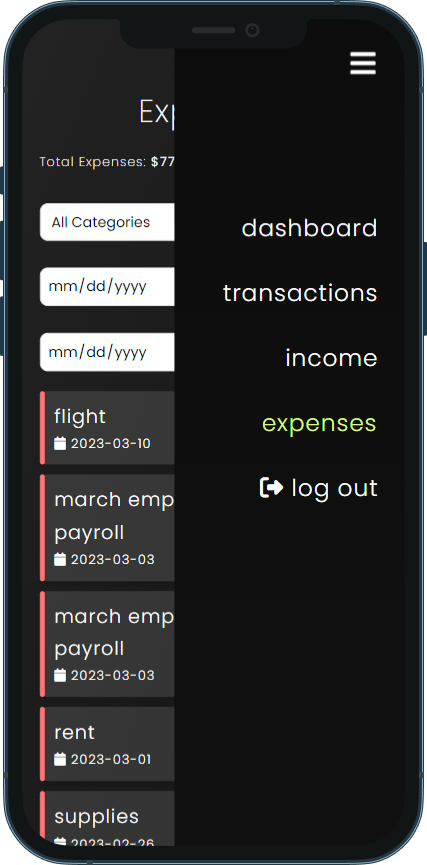 Exp
Total Expenses: $77
All Categories
mm/dd/yyyy
mm/dd/yyyy
flight
2023-03-10
march emp
payroll
2023-03-03
march emp
payroll
2023-03-03
rent
2023-03-01
supplies
2023-02-26
dashboard
transactions
income
expenses
log out